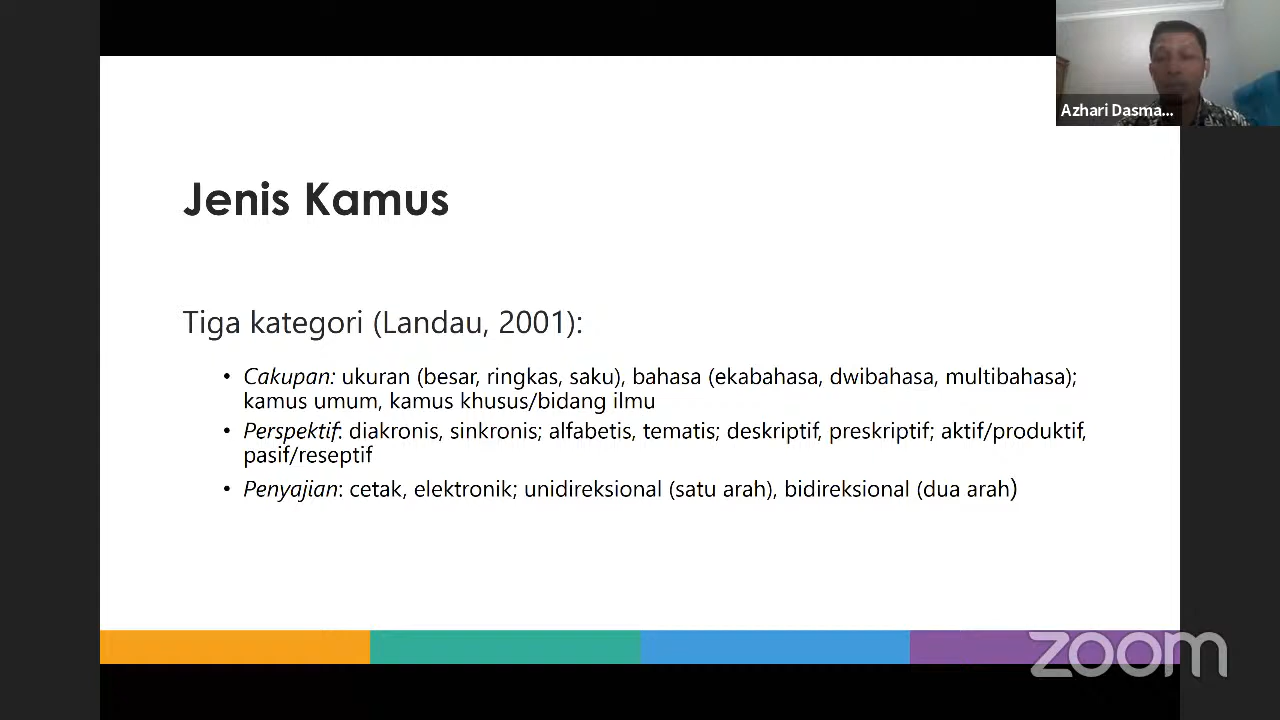 Azhari Dasma...
Jenis Kamus
Tiga kategori (Landau, 2001):
• Cakupan: ukuran (besar, ringkas, saku), bahasa (ekabahasa, dwibahasa, multibahasa);
kamus umum, kamus khusus/bidang ilmu
• Perspektif: diakronis, sinkronis; alfabetis, tematis; deskriptif, preskriptif; aktif/produktif,
pasif/reseptif
• Penyajian: cetak, elektronik; unidireksional (satu arah), bidireksional (dua arah)
zoom